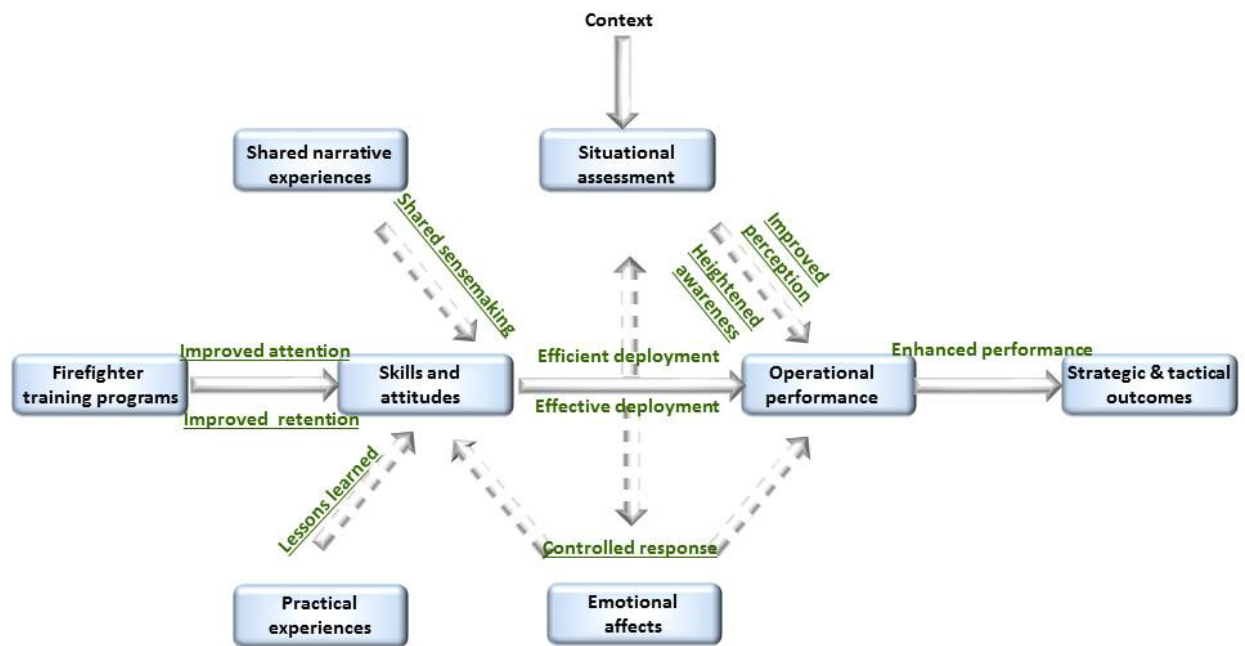 Context
Shared narrative
experiences
Situational
assessment
Shared sensemaking
Improved
perception
Heightened
awareness
Improved attention
Efficient deployment
Enhanced performance
Firefighter
training programs
Skills and
attitudes
Operational
performance
Strategic & tactical
outcomes
Improved  retention
Effective deployment
Lessons learned
Controlled response
Practical
experiences
Emotional
affects